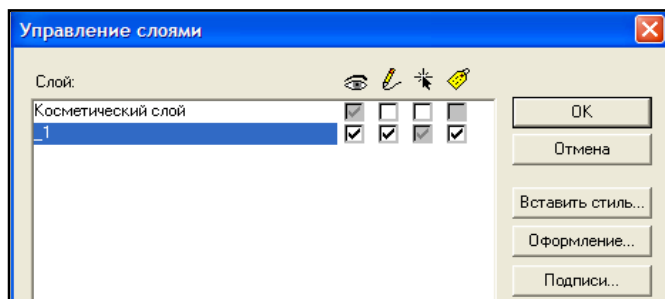 Управление слоями
Слой:
Косметический слой
_1
OK
Отмена
Вставить стиль...
Оформление...
Подписи...